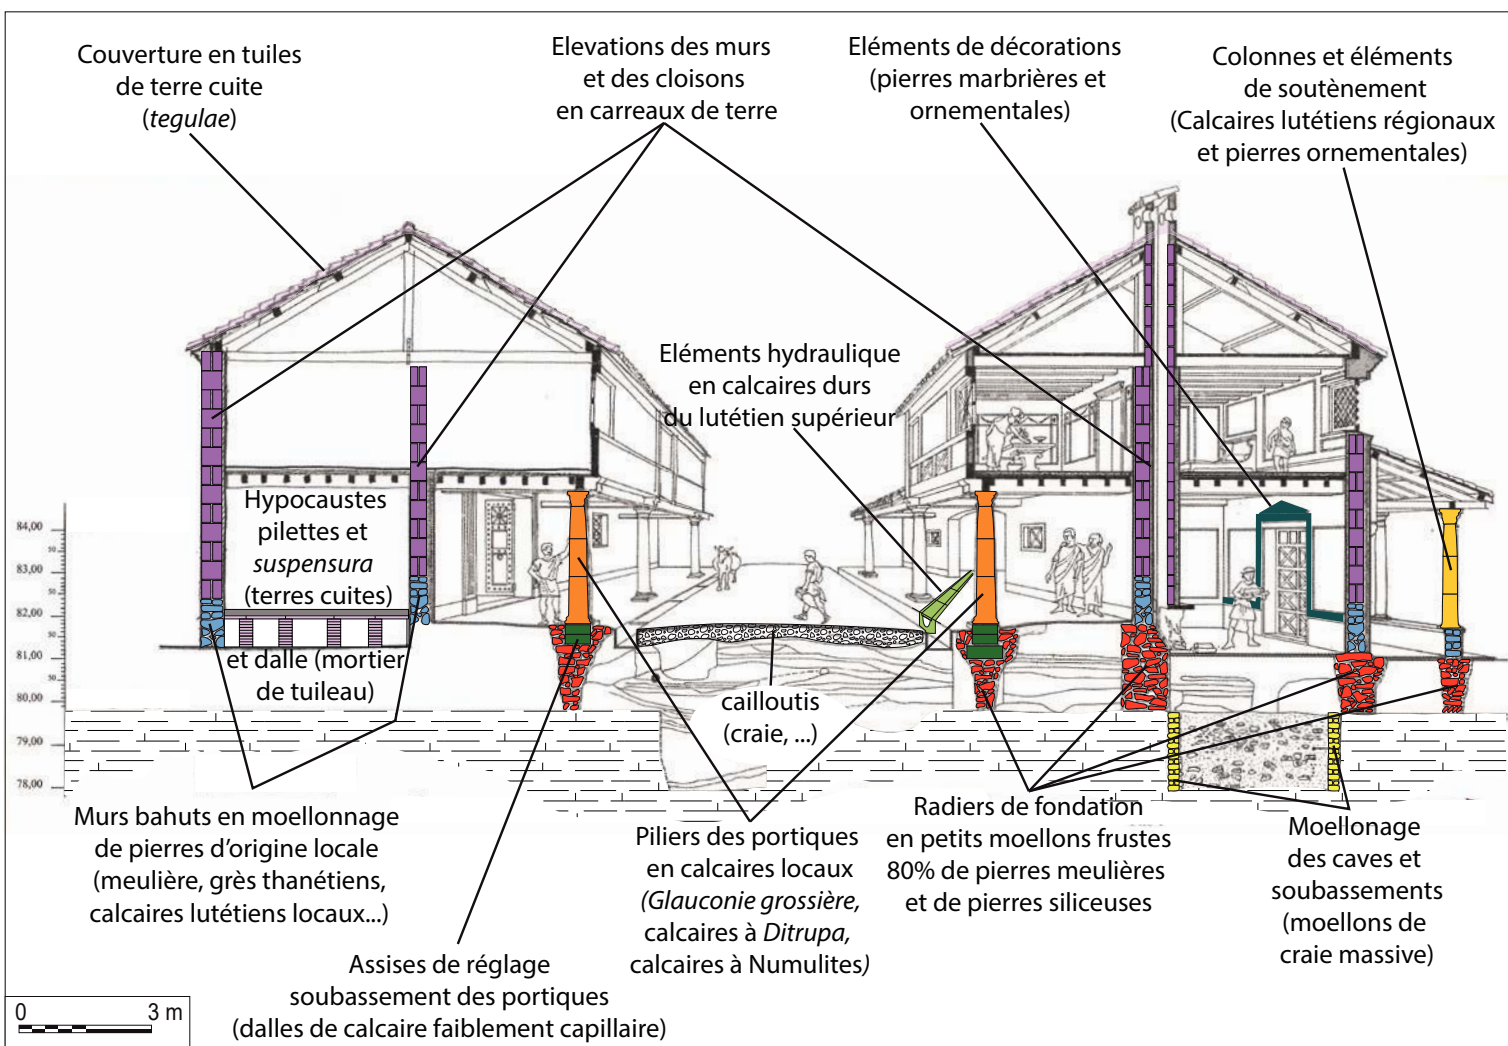 Couverture en tuiles
de terre cuite
(tegulae)
Elevations des murs
et des cloisons
en carreaux de terre
Eléments de décorations
(pierres marbrières et
ornementales)
Colonnes et éléments
de soutènement
(Calcaires lutétiens régionaux
et pierres ornementales)
Eléments hydraulique
en calcaires durs
du lutétien supérieur
Hypocaustes
pilettes et
suspensura
(terres cuites)
et dalle (mortier
de tuileau)
84,00
50
83,00
50
82,00
50
81,00
80,00
79,00
78,00
cailloutis
(craie, ...)
Murs bahuts en moellonnage
de pierres d'origine locale
(meulière, grès thanétiens,
calcaires lutétiens locaux...)
Assises de réglage
soubassement des portiques
(dalles de calcaire faiblement capillaire)
Piliers des portiques
en calcaires locaux
(Glauconie grossière,
calcaires à Ditrupa,
calcaires à Numulites)
Radiers de fondation
en petits moellons frustes
80% de pierres meulières
et de pierres siliceuses
Moellonage
des caves et
soubassements
(moellons de
craie massive)
0 3 m